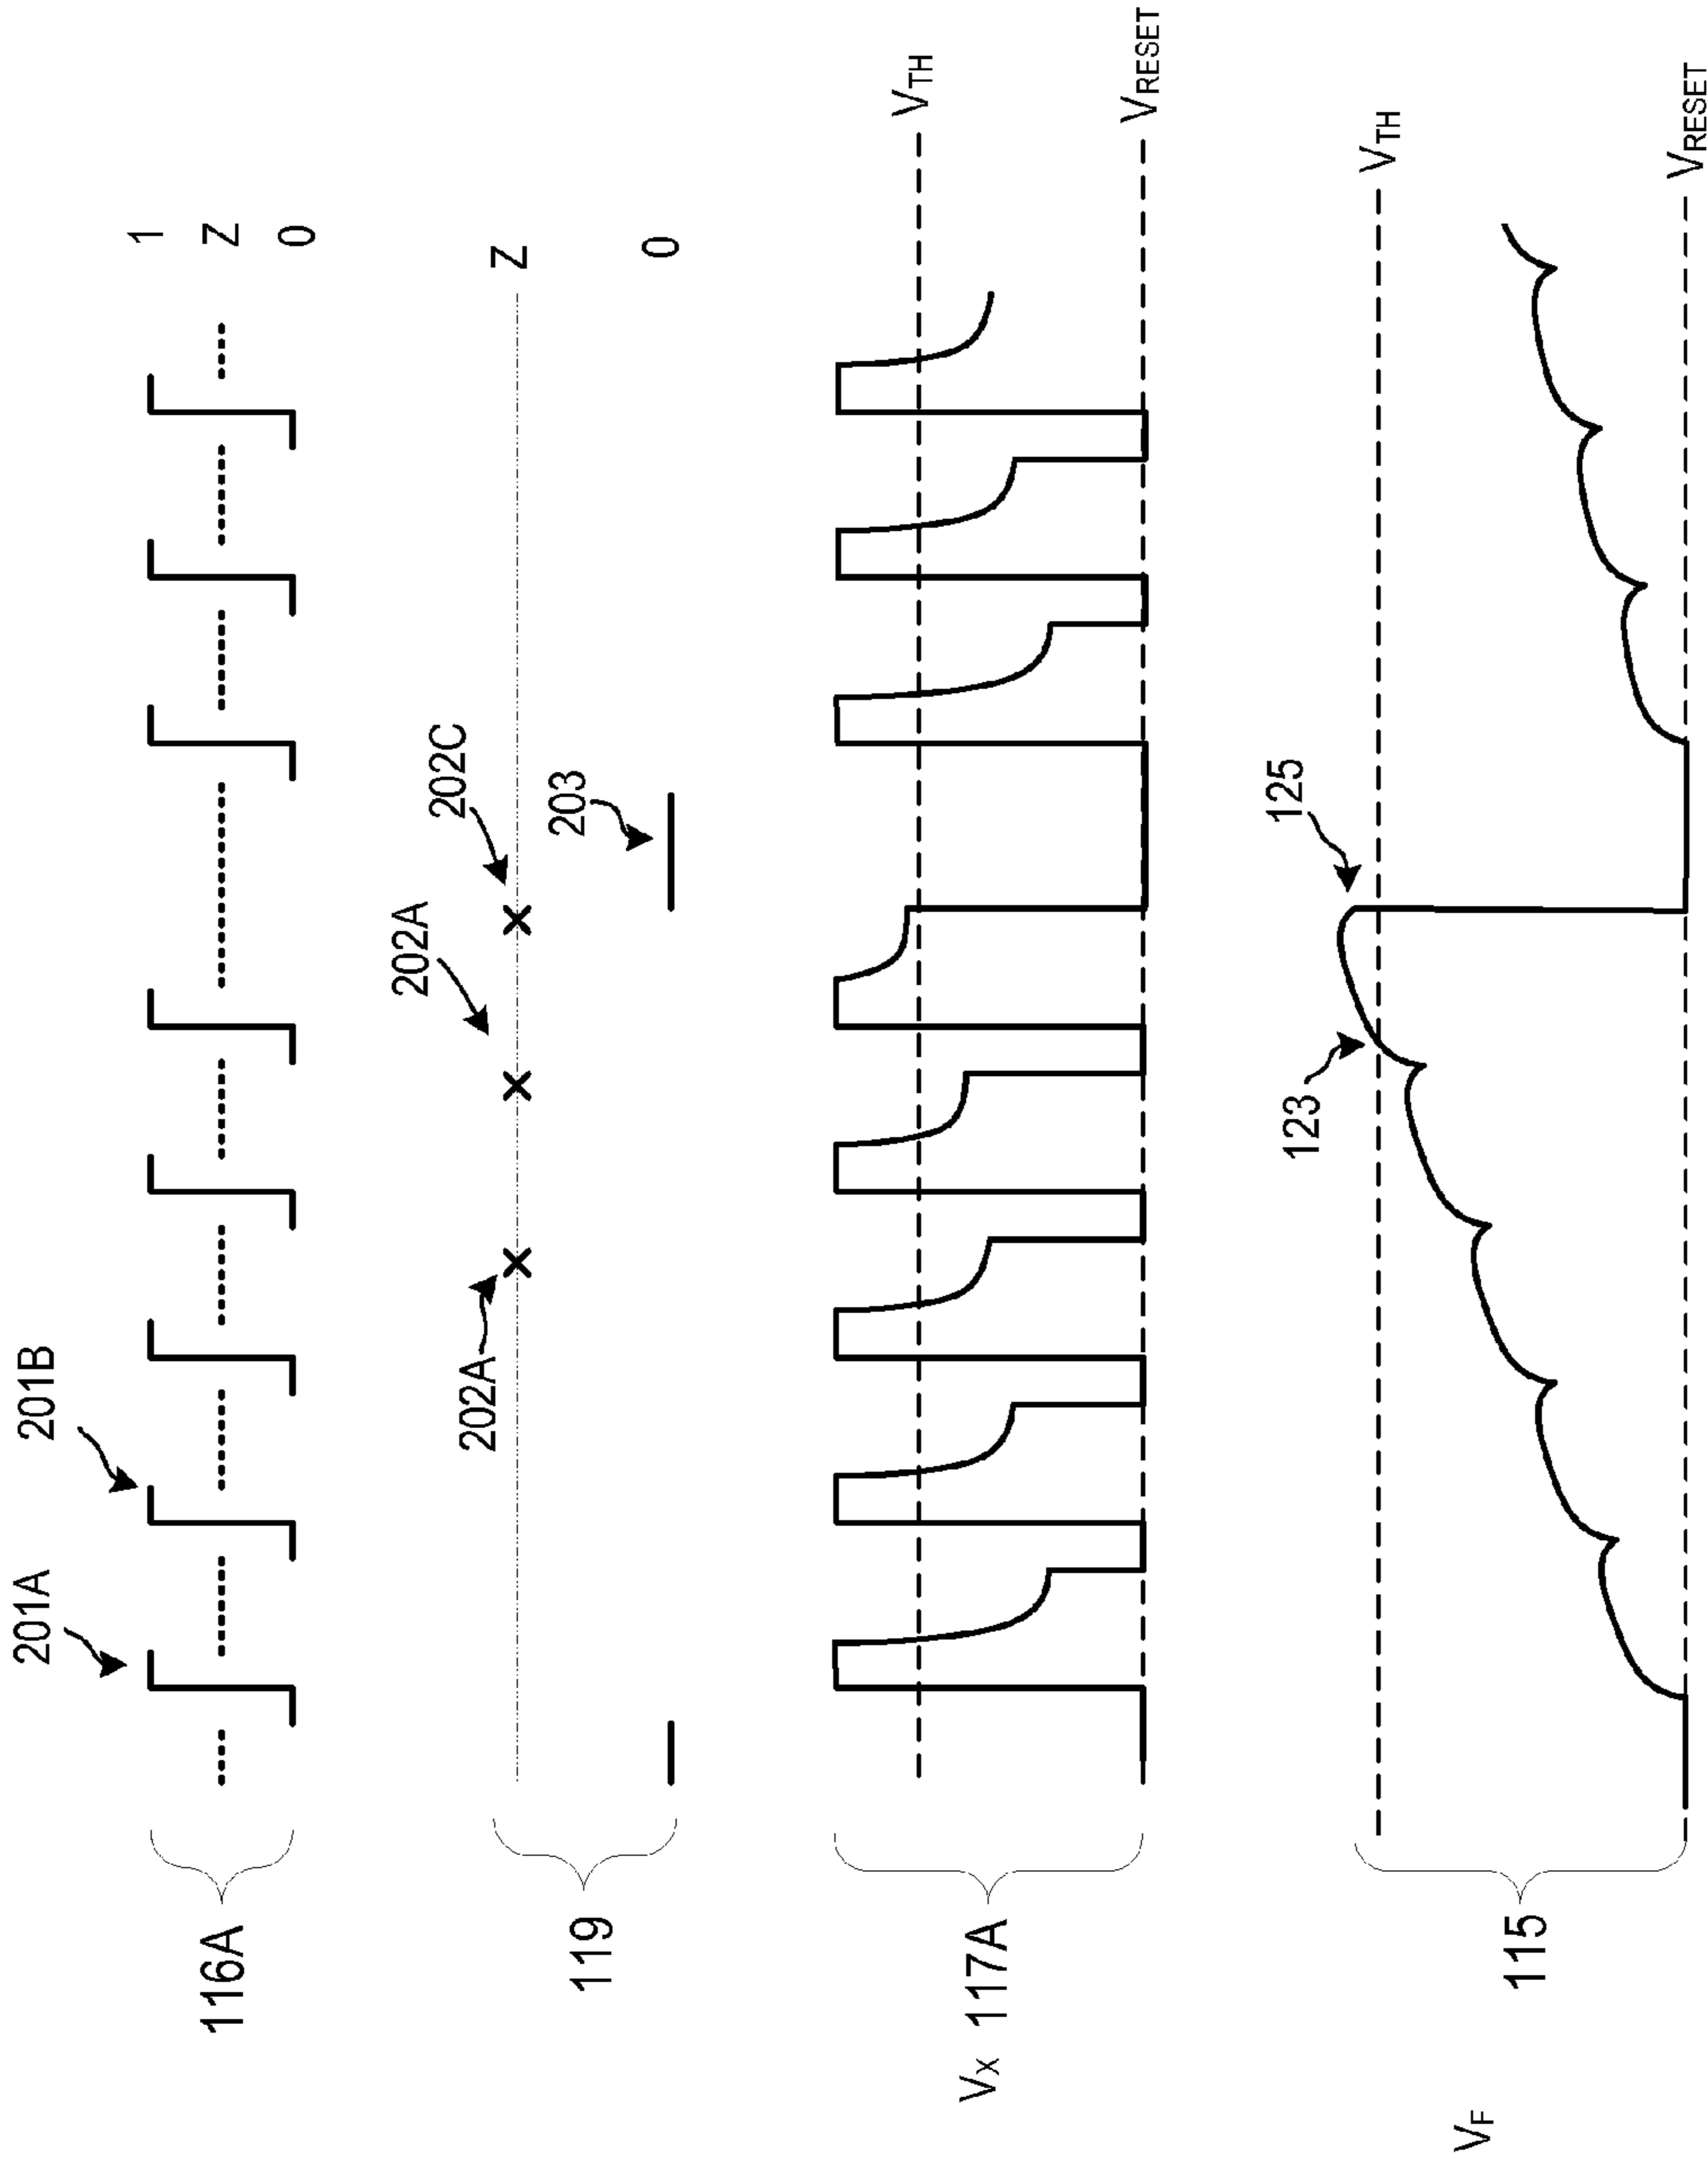 201A
201B
116A
1
Z
0
202A
202A
202C
203
119
Z
0
VX 117A
VTH
VRESET
123
125
VF
115
VTH
VRESET